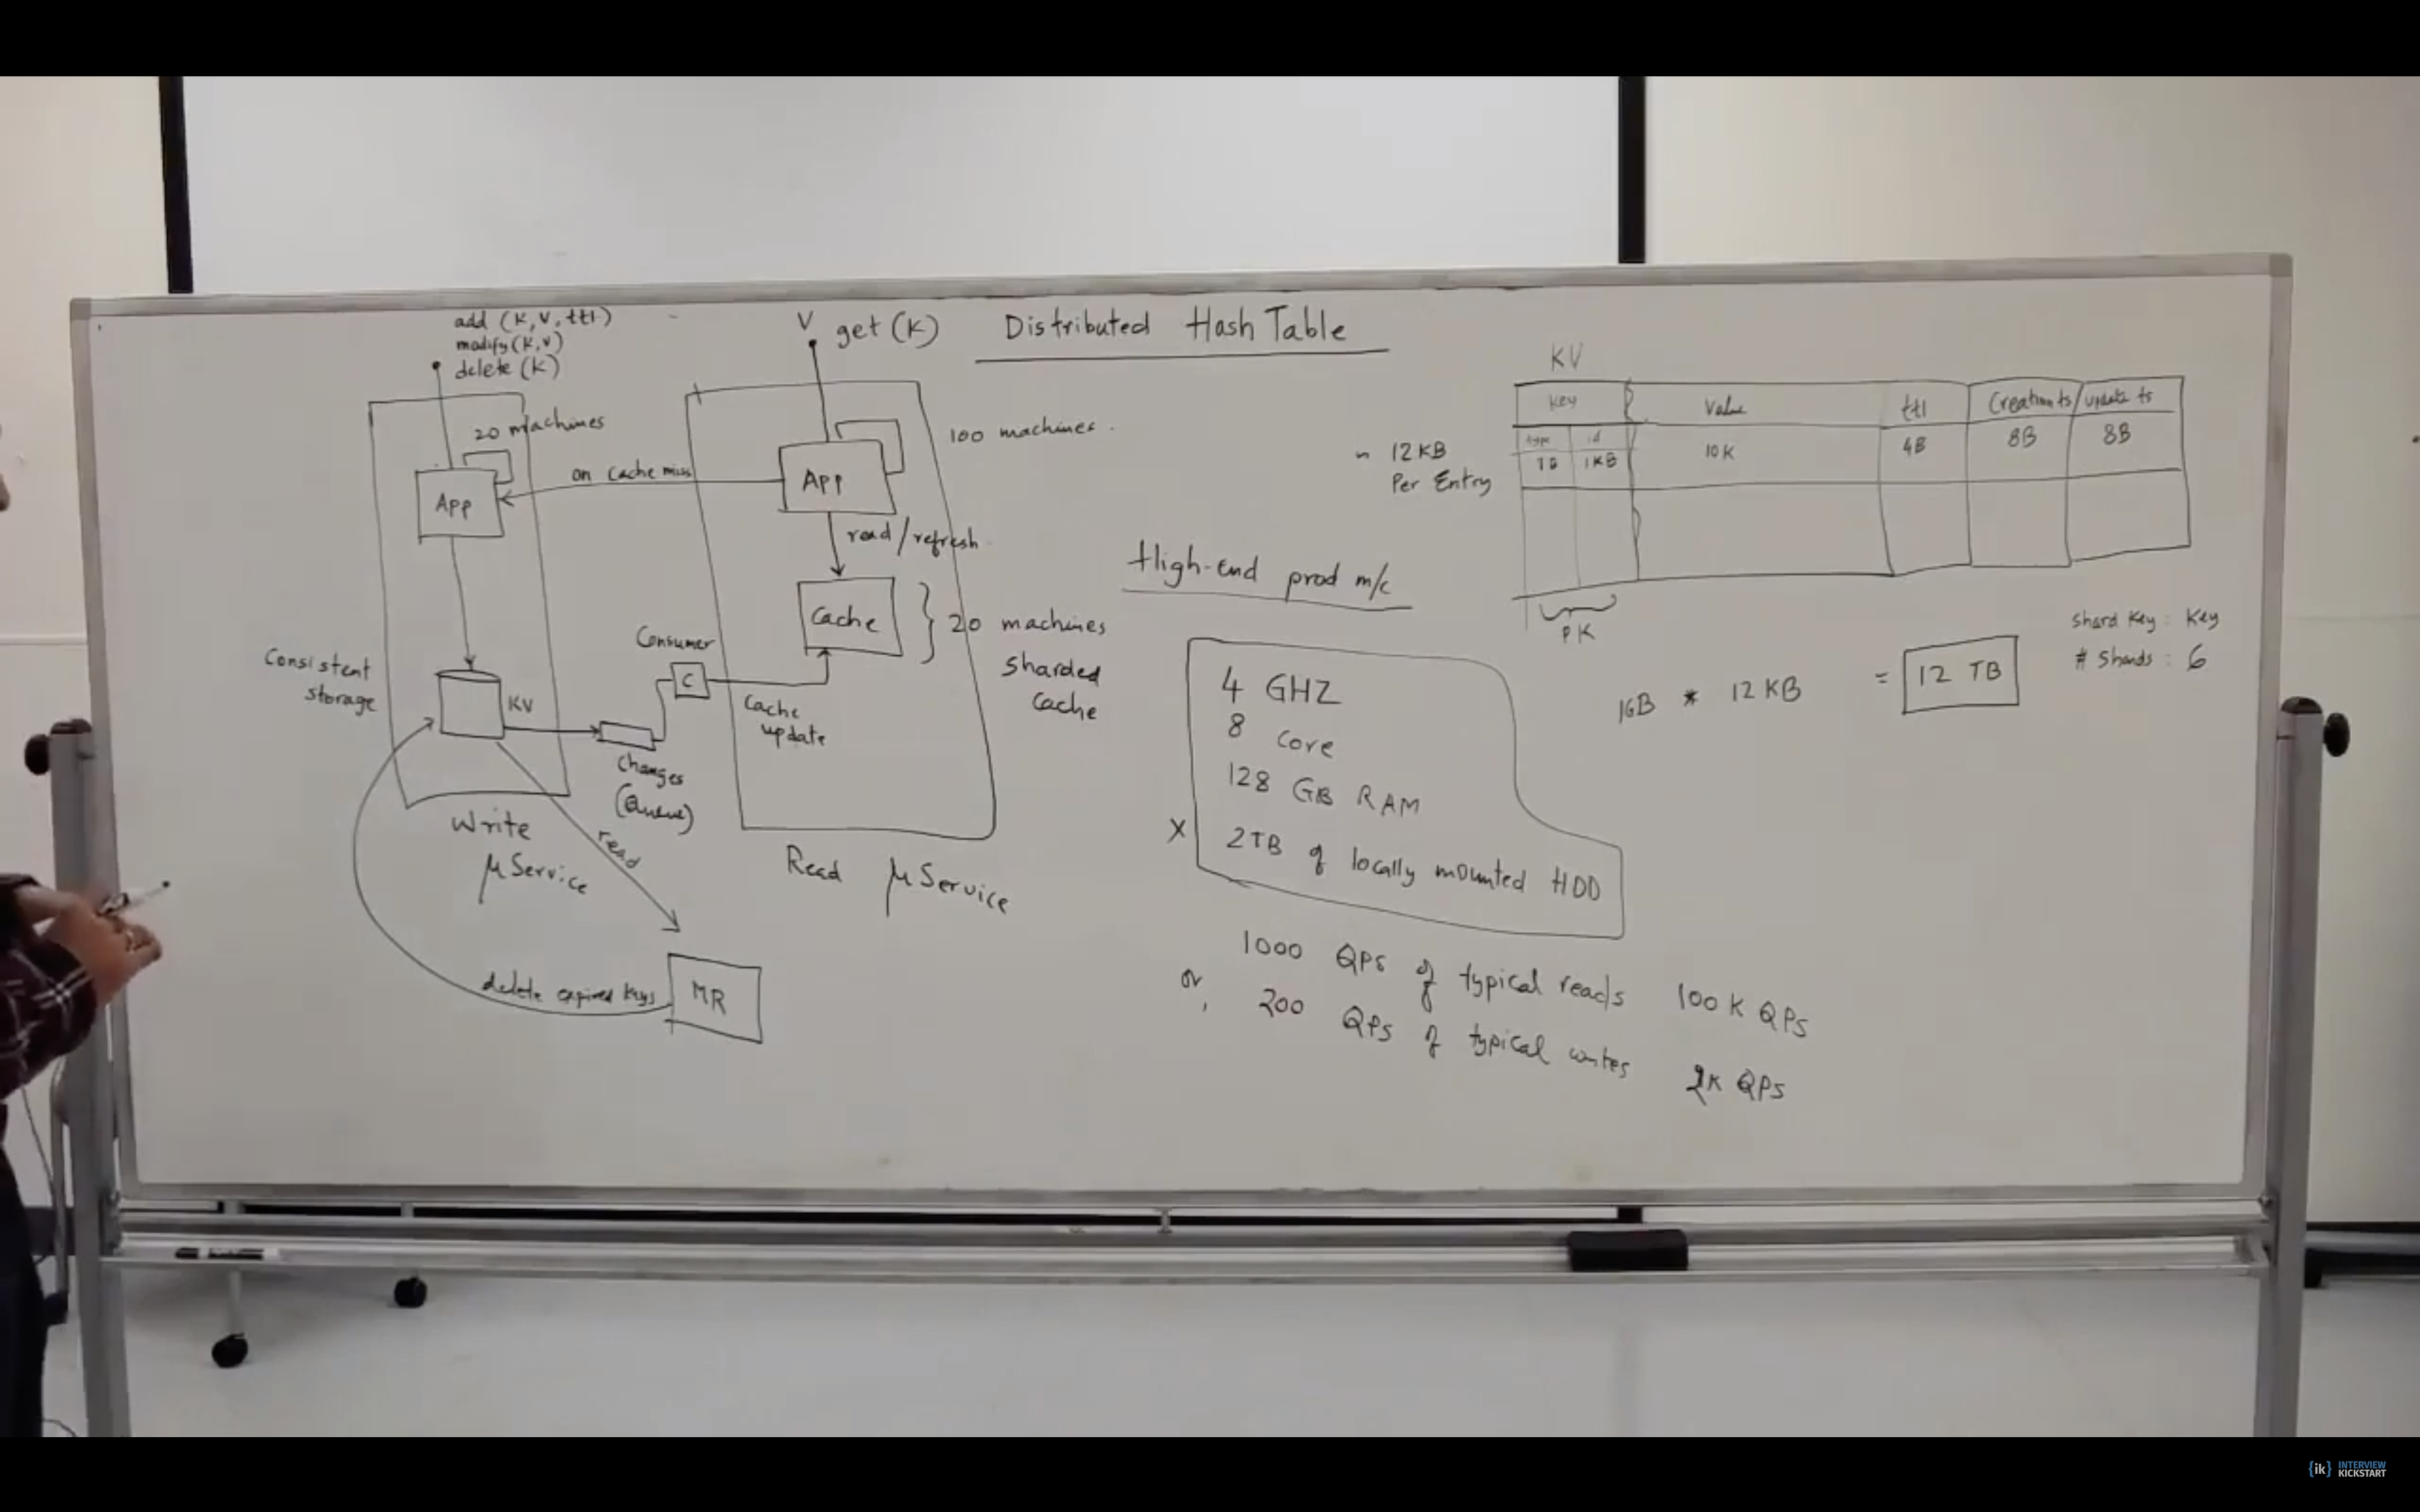 Distributed Hash Table
add (K, V, ttl)
modify (K, V)
delete (K)
20 machines
App
Consistent
storage
KV
Write
μService
on Cache miss
V get (K)
100 machines.
App
read/refresh
Cache
20 machines
Sharded
Cache
Consumer
C
Cache
update
Changes
(Queue)
Read μService
read
MR
delete expired keys
High-end prod m/c
4 GHZ
8 core
128 GB RAM
X 2TB of locally mounted HDD
1000 QPS of typical reads 100K QPS
or, 200 QPS of typical writes
QPS
KV
Key Value ttl Creation ts/update ts
type id
1KB 10K 4B 8B 8B
~ 12 KB
Per Entry
PK
Shard Key: Key
# Shards: 6
* 12 KB = 12 TB
{ik} INTERVIEW
KICKSTART